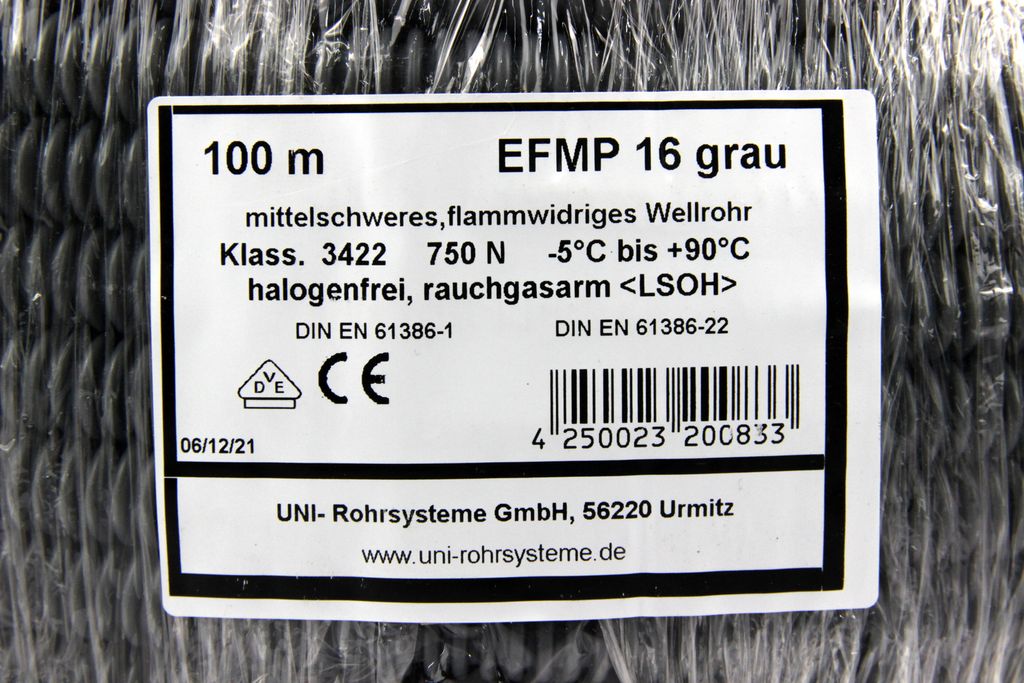 100 m EFMP 16 grau
mittelschweres,flammwidriges Wellrohr
Klass. 3422 750 N -5°C bis +90°C
halogenfrei, rauchgasarm <LSOH>
DIN EN 61386-1 DIN EN 61386-22
DVE CE
4 250023 200833
06/12/21
UNI- Rohrsysteme GmbH, 56220 Urmitz
www.uni-rohrsysteme.de